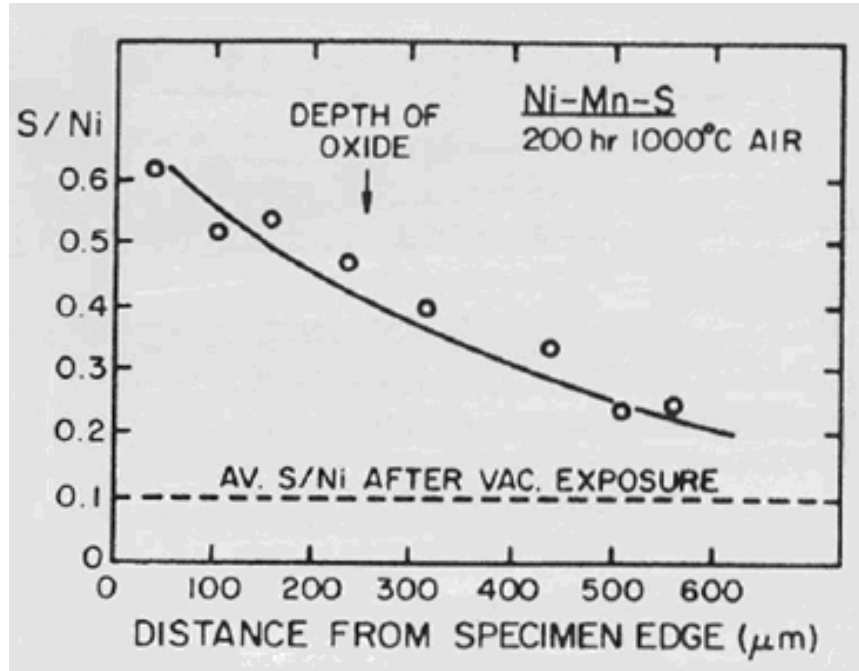 S/Ni
0.6
0.5
0.4
0.3
0.2
0.1
0
DEPTH OF
OXIDE
Ni-Mn-S
200 hr 1000°C AIR
AV. S/Ni AFTER VAC. EXPOSURE
0 100 200 300 400 500 600
DISTANCE FROM SPECIMEN EDGE (μm)